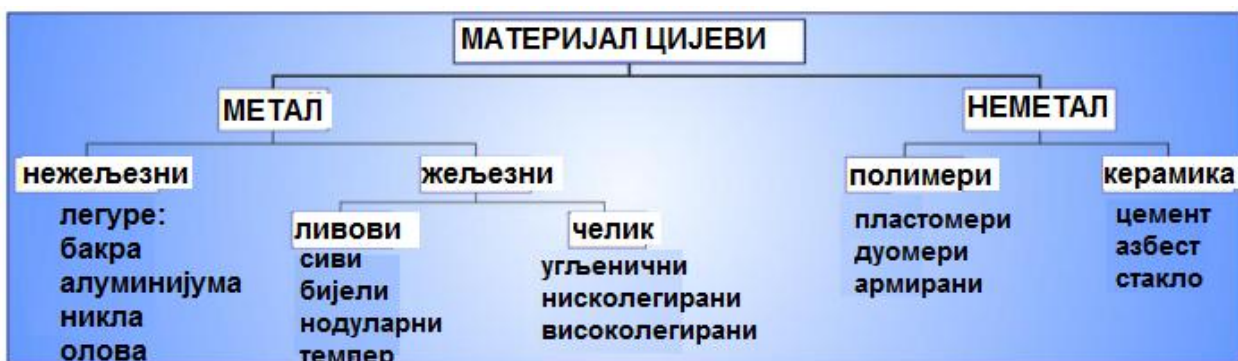 МАТЕРИЈАЛ ЦИЈЕВИ
МЕТАЛ
НЕМЕТАЛ
нежељезни
жељезни
полимери
керамика
легуре:
бакра
алуминијума
никла
олова
ливови
сиви
бијели
нодуларни
темпер
челик
угљенични
нисколегирани
високолегирани
пластомери
дуомери
армирани
цемент
азбест
стакло